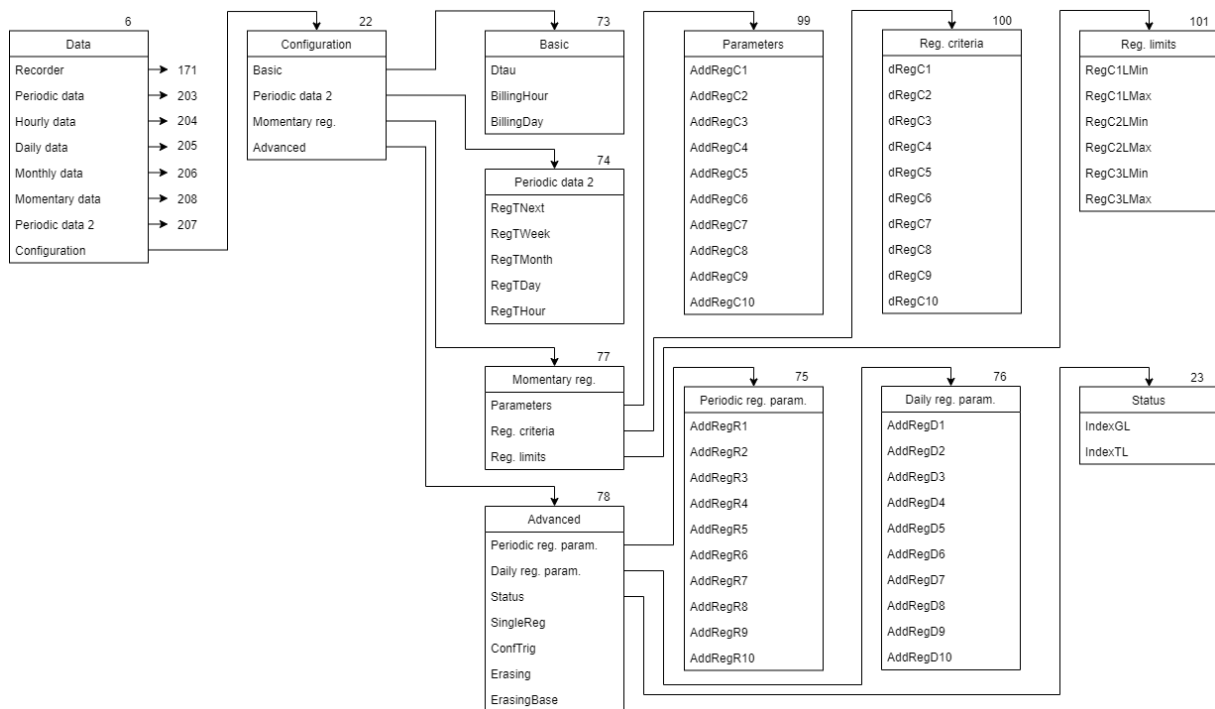 6
Data
Recorder
171
Periodic data
203
Hourly data
204
Daily data
205
Monthly data
206
Momentary data
208
Periodic data 2
207
Configuration
22
Configuration
Basic
Periodic data 2
Momentary reg.
Advanced
73
Basic
Dtau
BillingHour
BillingDay
74
Periodic data 2
RegTNext
RegTWeek
RegTMonth
RegTDay
RegTHour
77
Momentary reg.
Parameters
Reg. criteria
Reg. limits
78
Advanced
Periodic reg. param.
Daily reg. param.
Status
SingleReg
ConfTrig
Erasing
ErasingBase
99
Parameters
AddRegC1
AddRegC2
AddRegC3
AddRegC4
AddRegC5
AddRegC6
AddRegC7
AddRegC8
AddRegC9
AddRegC10
100
Reg. criteria
dRegC1
dRegC2
dRegC3
dRegC4
dRegC5
dRegC6
dRegC7
dRegC8
dRegC9
dRegC10
101
Reg. limits
RegC1LMin
RegC1LMax
RegC2LMin
RegC2LMax
RegC3LMin
RegC3LMax
75
Periodic reg. param.
AddRegR1
AddRegR2
AddRegR3
AddRegR4
AddRegR5
AddRegR6
AddRegR7
AddRegR8
AddRegR9
AddRegR10
76
Daily reg. param.
AddRegD1
AddRegD2
AddRegD3
AddRegD4
AddRegD5
AddRegD6
AddRegD7
AddRegD8
AddRegD9
AddRegD10
23
Status
IndexGL
IndexTL